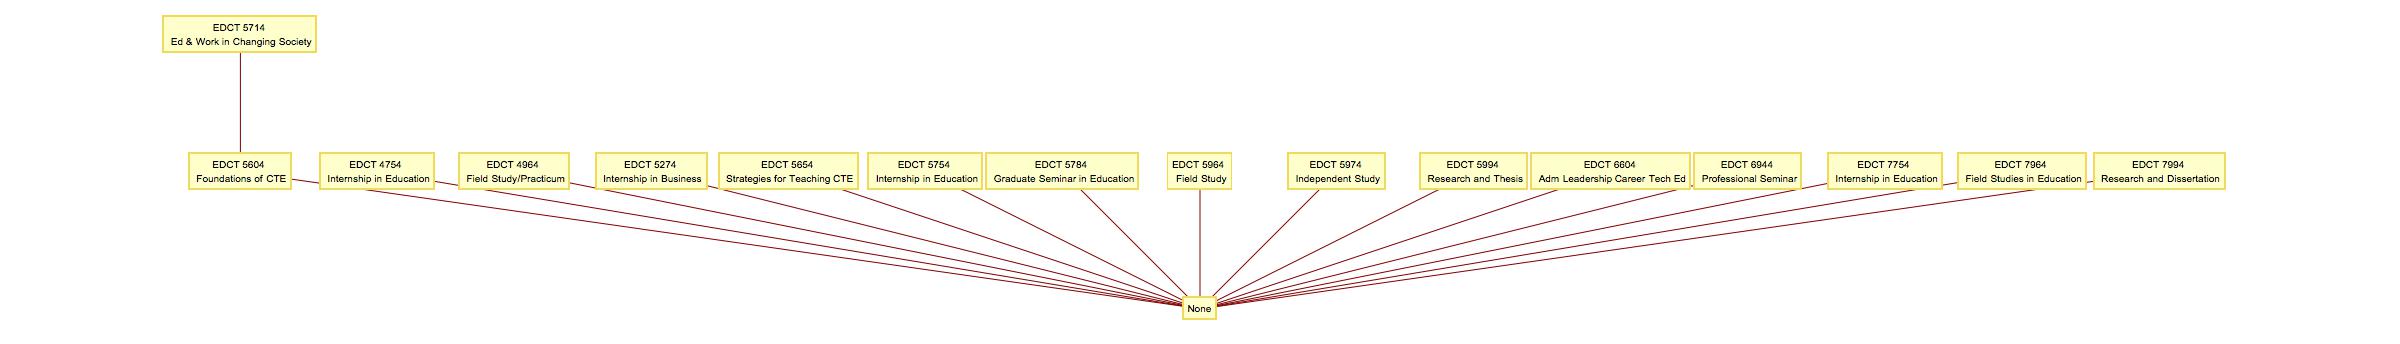 EDCT 5714
Ed & Work in Changing Society
EDCT 5604
Foundations of CTE
EDCT 4754
Internship in Education
EDCT 4964
Field Study/Practicum
EDCT 5274
Internship in Business
EDCT 5654
Strategies for Teaching CTE
EDCT 5754
Internship in Education
EDCT 5784
Graduate Seminar in Education
EDCT 5964
Field Study
EDCT 5974
Independent Study
EDCT 5994
Research and Thesis
EDCT 6604
Adm Leadership Career Tech Ed
EDCT 6944
Professional Seminar
EDCT 7754
Internship in Education
EDCT 7964
Field Studies in Education
EDCT 7994
Research and Dissertation
None